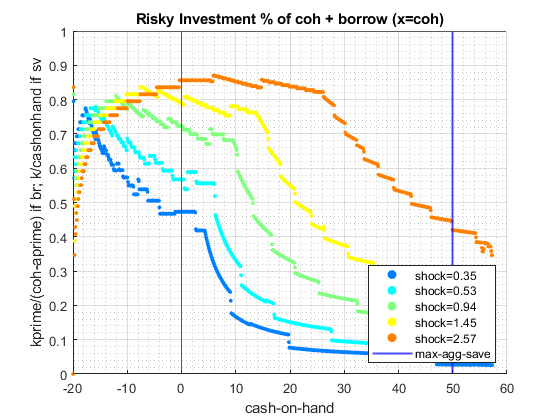 Risky Investment % of coh + borrow (x=coh)
kprime/(coh-aprime) if br; k/cashonhand if sv
1
0.9
0.8
0.7
0.6
0.5
0.4
0.3
0.2
0.1
0
-20
-10
0
10
20
30
40
50
60
cash-on-hand
shock=0.35
shock=0.53
shock=0.94
shock=1.45
shock=2.57
max-agg-save